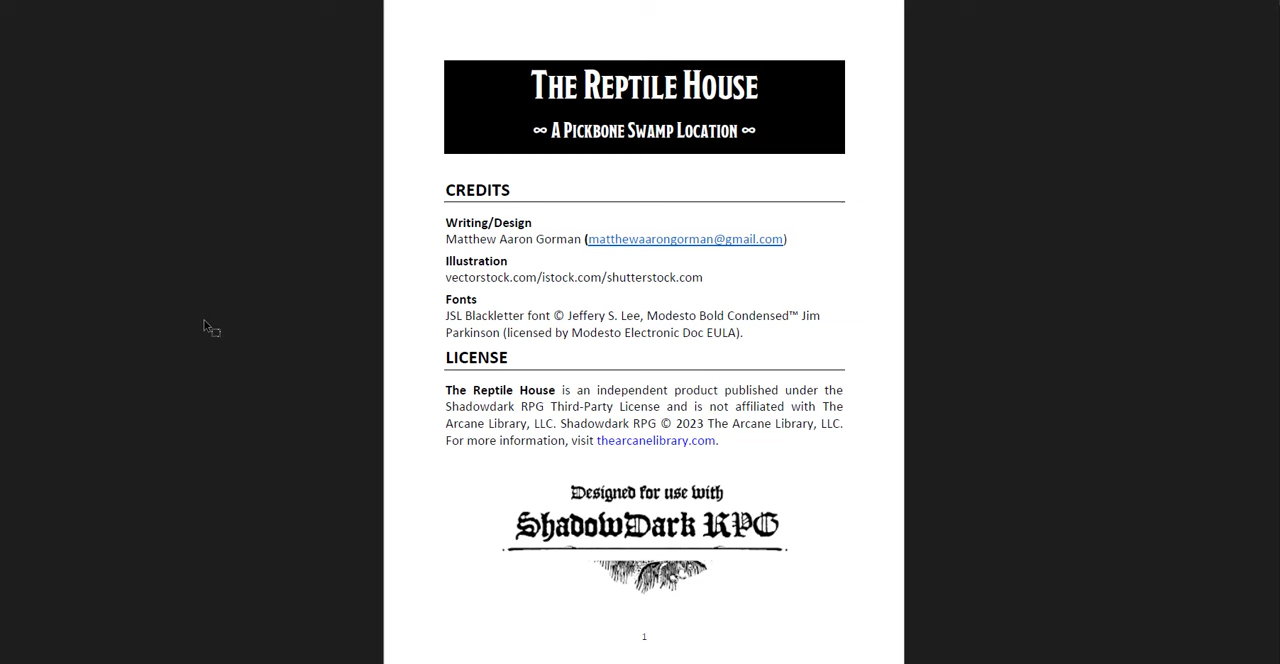 THE REPTILE HOUSE
∞ A PICKBONE SWAMP LOCATION ∞
CREDITS
Writing/Design
Matthew Aaron Gorman (matthewaarongorman@gmail.com)
Illustration
vectorstock.com/istock.com/shutterstock.com
Fonts
JSL Blackletter font © Jeffery S. Lee, Modesto Bold Condensed™ Jim
Parkinson (licensed by Modesto Electronic Doc EULA).
LICENSE
The Reptile House is an independent product published under the
Shadowdark RPG Third-Party License and is not affiliated with The
Arcane Library, LLC. Shadowdark RPG © 2023 The Arcane Library, LLC.
For more information, visit thearcanelibrary.com.
Designed for use with
ShadowDark RPG
1